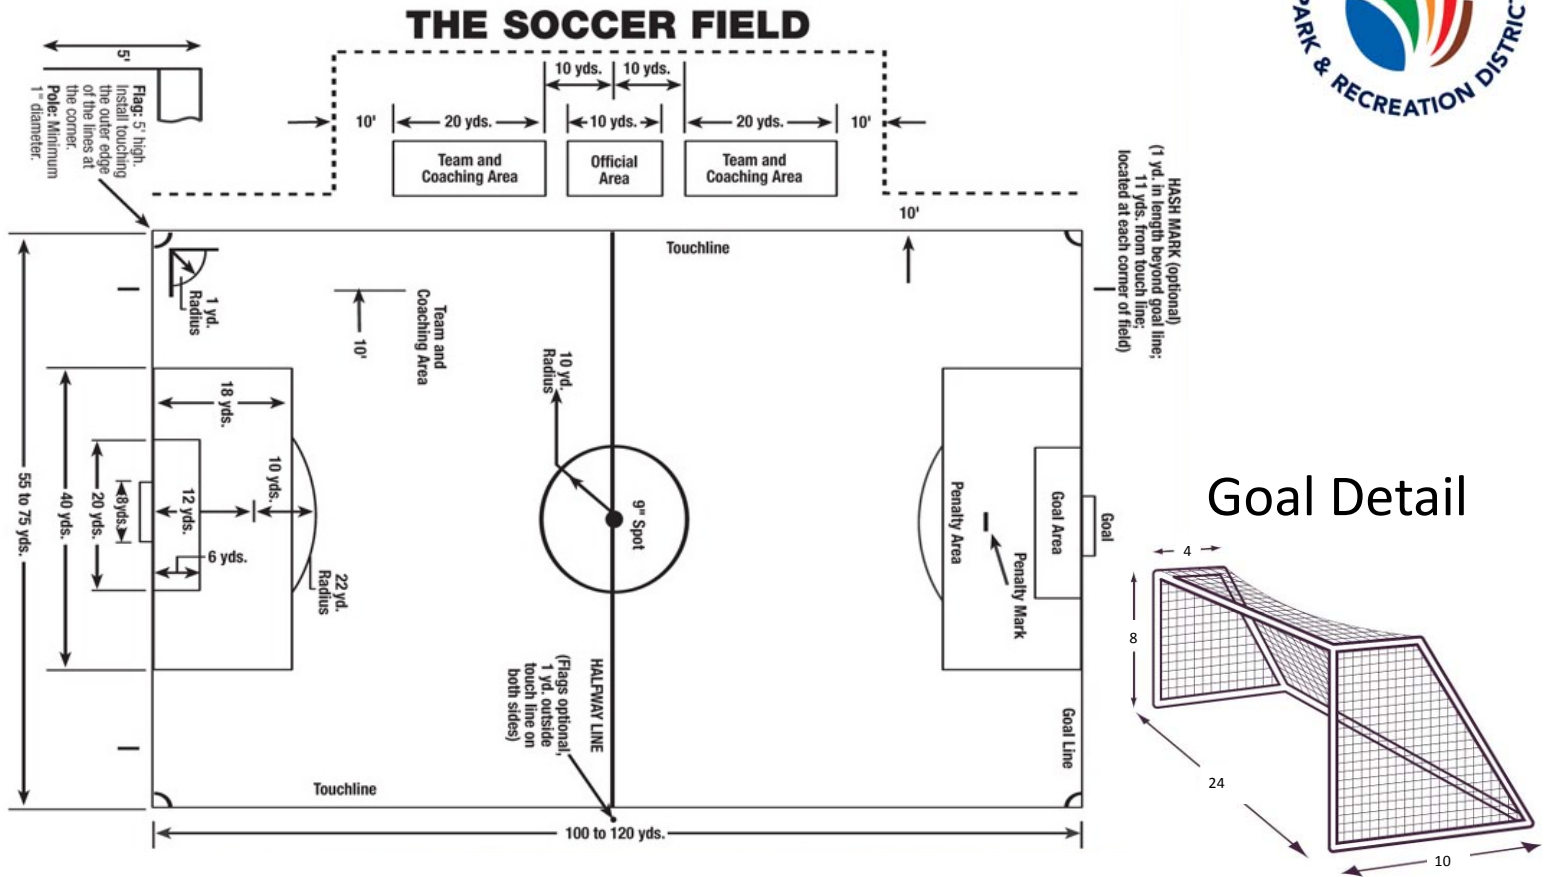 THE SOCCER FIELD
PARK & RECREATION DISTRICT
5'
Flag: 5' high.
Install touching
the outer edge
of the lines at
the corner.
Pole: Minimum
1" diameter.
10 yds.
10 yds.
10'
20 yds.
10 yds.
20 yds.
10'
Team and
Coaching Area
Official
Area
Team and
Coaching Area
HASH MARK (optional)
(1 yd. in length beyond goal line;
11 yds. from touch line;
located at each corner of field)
10'
Touchline
1 yd.
Radius
Team and
Coaching Area
10'
10 yd.
Radius
18 yds.
10 yds.
12 yds.
8yds.
20 yds.
40 yds.
55 to 75 yds.
6 yds.
22 yd.
Radius
9" Spot
Penalty Area
Goal Area
Goal
Penalty Mark
HALFWAY LINE
(Flags optional,
1 yd. outside
touch line on
both sides)
Goal Line
Touchline
100 to 120 yds.
Goal Detail
4
8
24
10